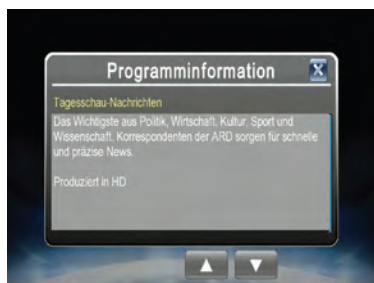 Programminformation
Tagesschau-Nachrichten
Das Wichtigste aus Politik, Wirtschaft, Kultur, Sport und
Wissenschaft. Korrespondenten der ARD sorgen für schnelle
und präzise News.
Produziert in HD